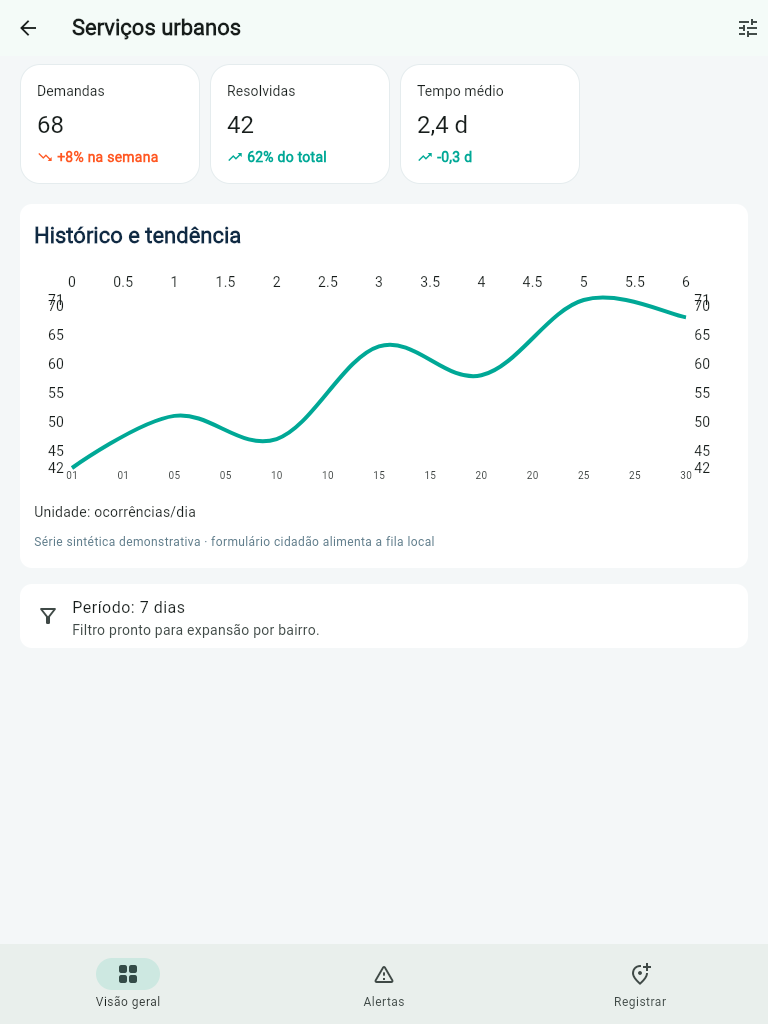 Serviços urbanos
Demandas
68
+8% na semana
Resolvidas
42
62% do total
Tempo médio
2,4 d
-0,3 d
Histórico e tendência
0 0.5 1 1.5 2 2.5 3 3.5 4 4.5 5 5.5 6
71 71
70 70
65 65
60 60
55 55
50 50
45 45
42 42
01 01 05 05 10 10 15 15 20 20 25 25 30
Unidade: ocorrências/dia
Série sintética demonstrativa · formulário cidadão alimenta a fila local
Período: 7 dias
Filtro pronto para expansão por bairro.
Visão geral
Alertas
Registrar